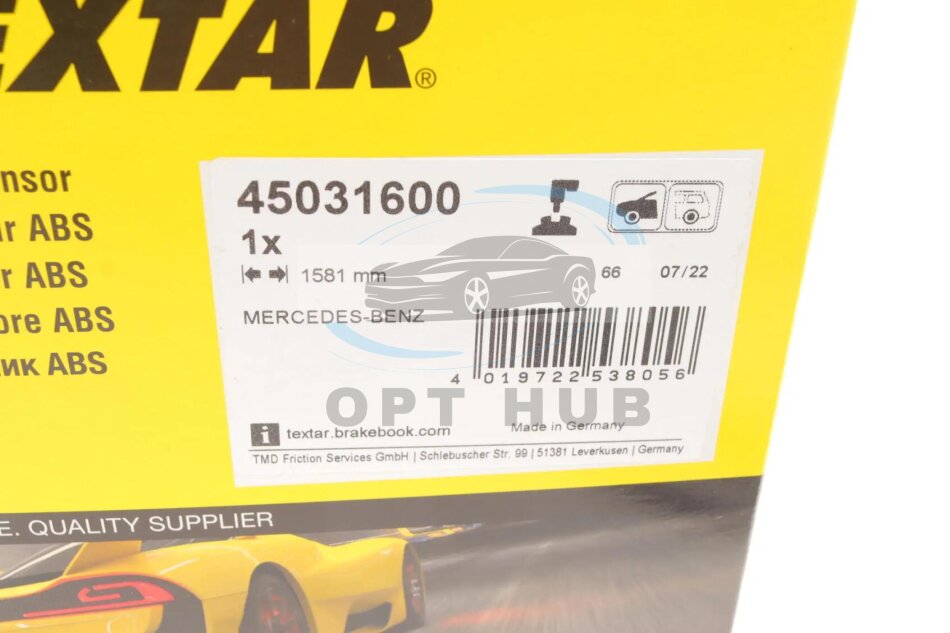 EXTAR®
nsor
ur ABS
r ABS
ore ABS
ик ABS
45031600
1x
1581 mm
66 07/22
MERCEDES-BENZ
4 019722 538056
OPT HUB
Made in Germany
i textar.brakebook.com
TMD Friction Services GmbH | Schlebuscher Str. 99 | 51381 Leverkusen | Germany
E. QUALITY SUPPLIER